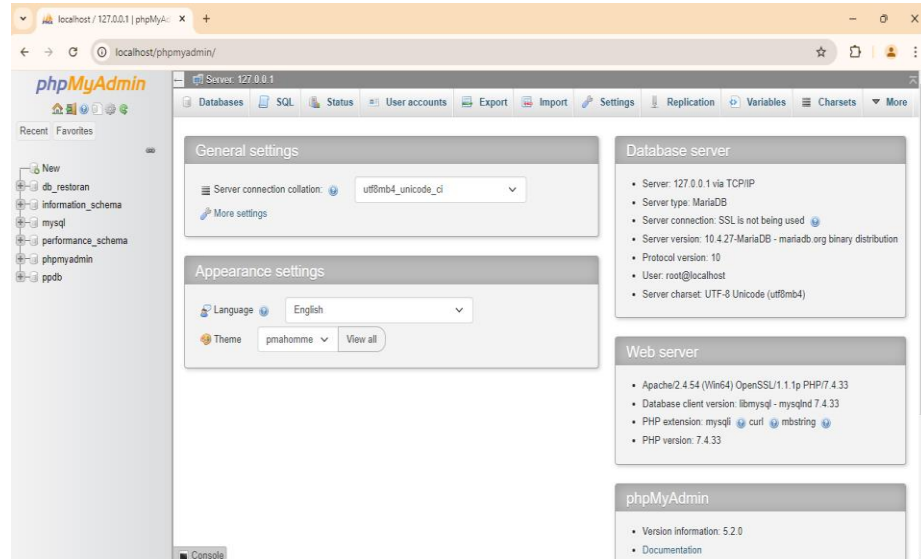 localhost / 127.0.0.1 | phpMyAd
localhost/phpmyadmin/
phpMyAdmin
Recent Favorites
New
db_restoran
information_schema
mysql
performance_schema
phpmyadmin
ppdb
Server: 127.0.0.1
Databases SQL Status User accounts Export Import Settings Replication Variables Charsets More
General settings
Server connection collation: utf8mb4_unicode_ci
More settings
Appearance settings
Language English
Theme pmahomme View all
Database server
Server: 127.0.0.1 via TCP/IP
Server type: MariaDB
Server connection: SSL is not being used
Server version: 10.4.27-MariaDB - mariadb.org binary distribution
Protocol version: 10
User: root@localhost
Server charset: UTF-8 Unicode (utf8mb4)
Web server
Apache/2.4.54 (Win64) OpenSSL/1.1.1p PHP/7.4.33
Database client version: libmysql - mysqlnd 7.4.33
PHP extension: mysqli curl mbstring
PHP version: 7.4.33
phpMyAdmin
Version information: 5.2.0
Documentation
Console